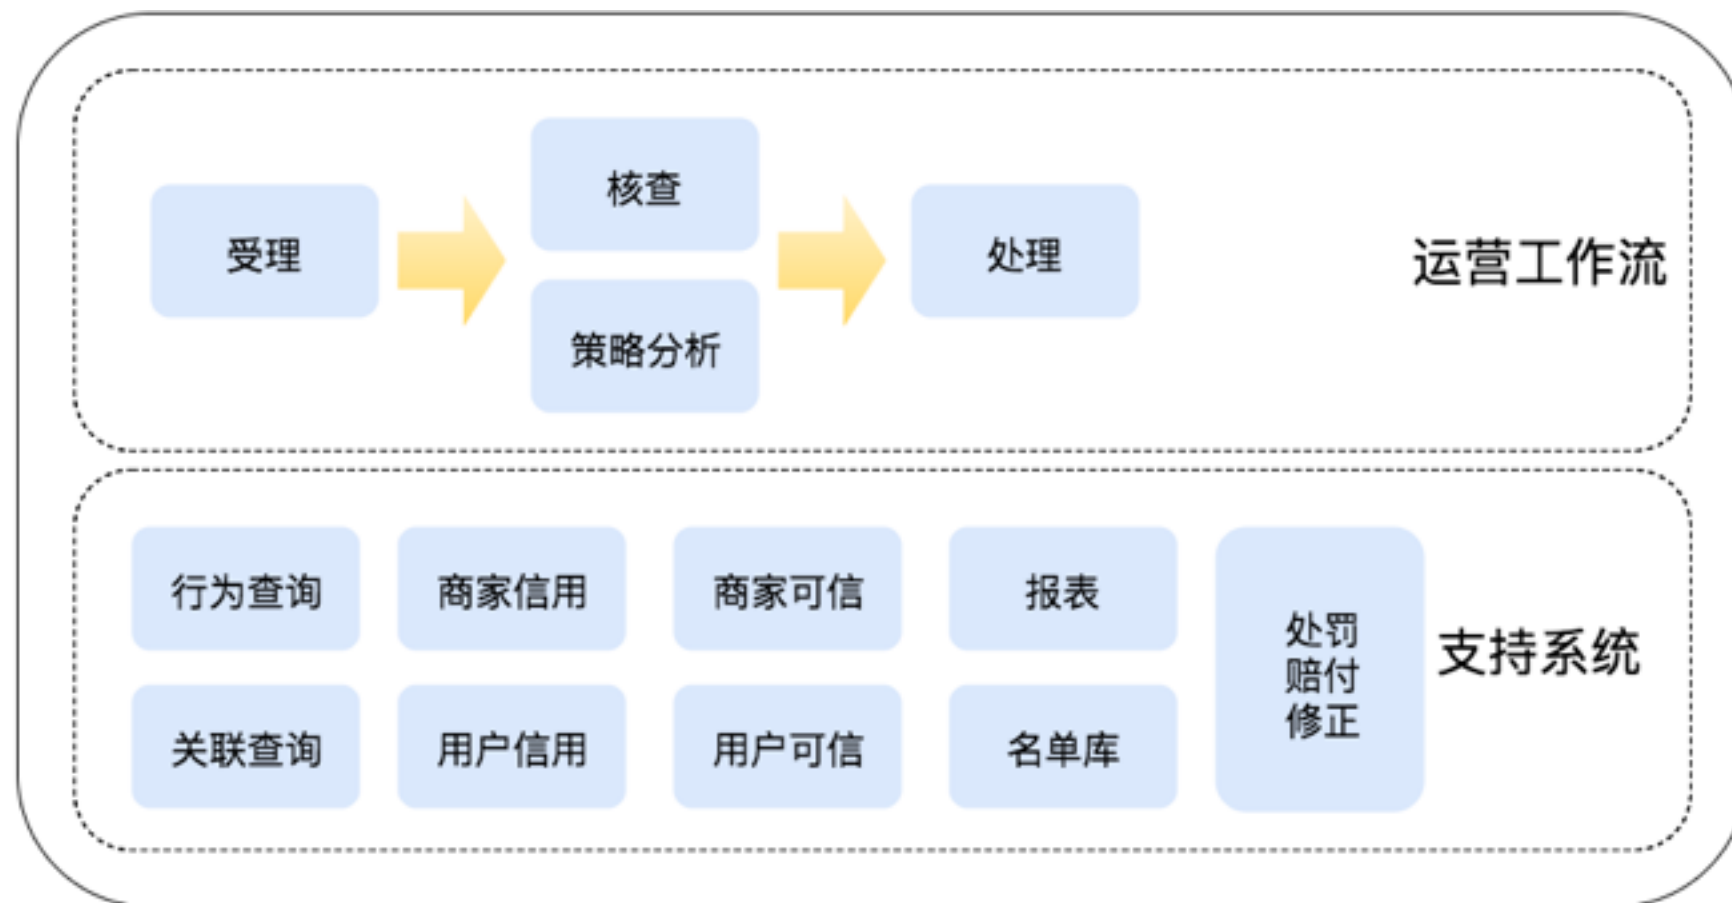 受理
核查
策略分析
处理
运营工作流
行为查询
商家信用
商家可信
报表
关联查询
用户信用
用户可信
名单库
处罚
赔付
修正
支持系统